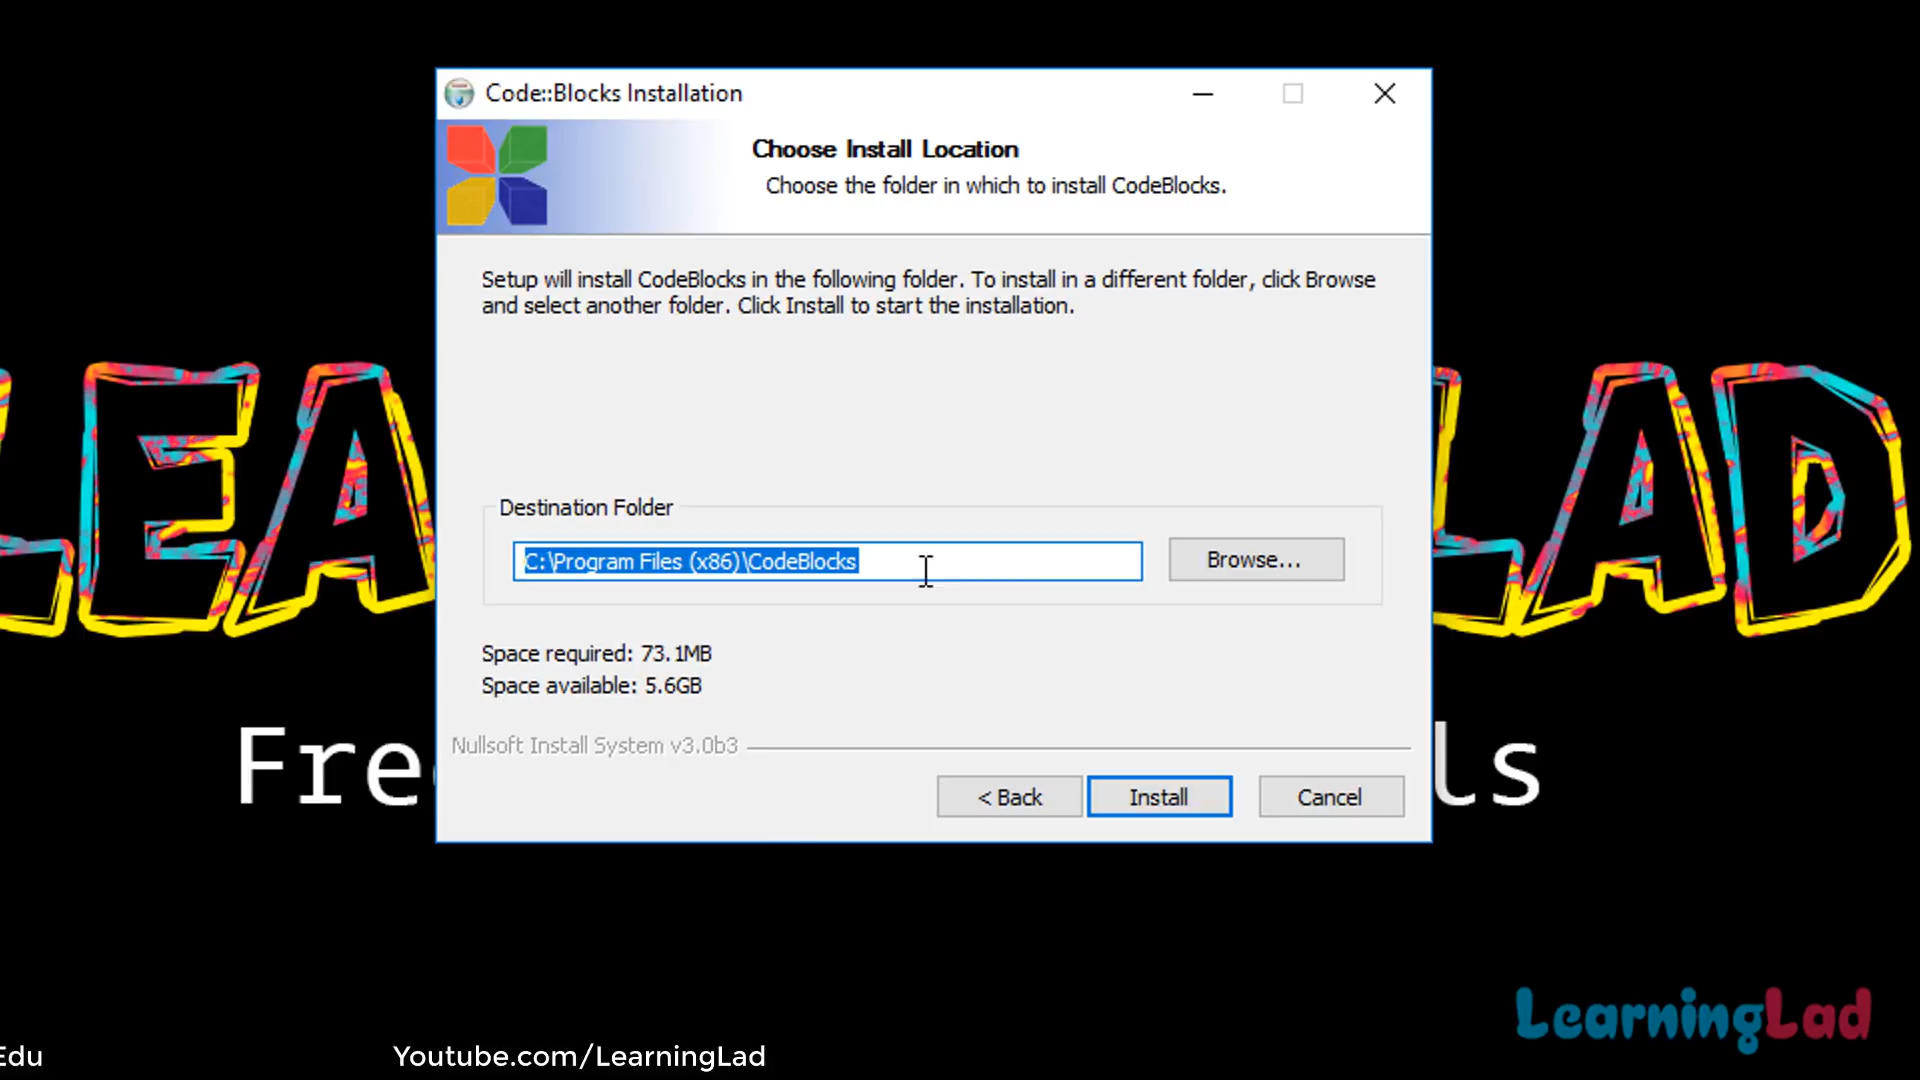 Code::Blocks Installation
Choose Install Location
Choose the folder in which to install CodeBlocks.
Setup will install CodeBlocks in the following folder. To install in a different folder, click Browse
and select another folder. Click Install to start the installation.
LEA LAD
Destination Folder
C:\Program Files (x86)\CodeBlocks
Browse...
Space required: 73.1MB
Space available: 5.6GB
Nullsoft Install System v3.0b3
Fre ls
< Back Install Cancel
LearningLad
Edu Youtube.com/LearningLad